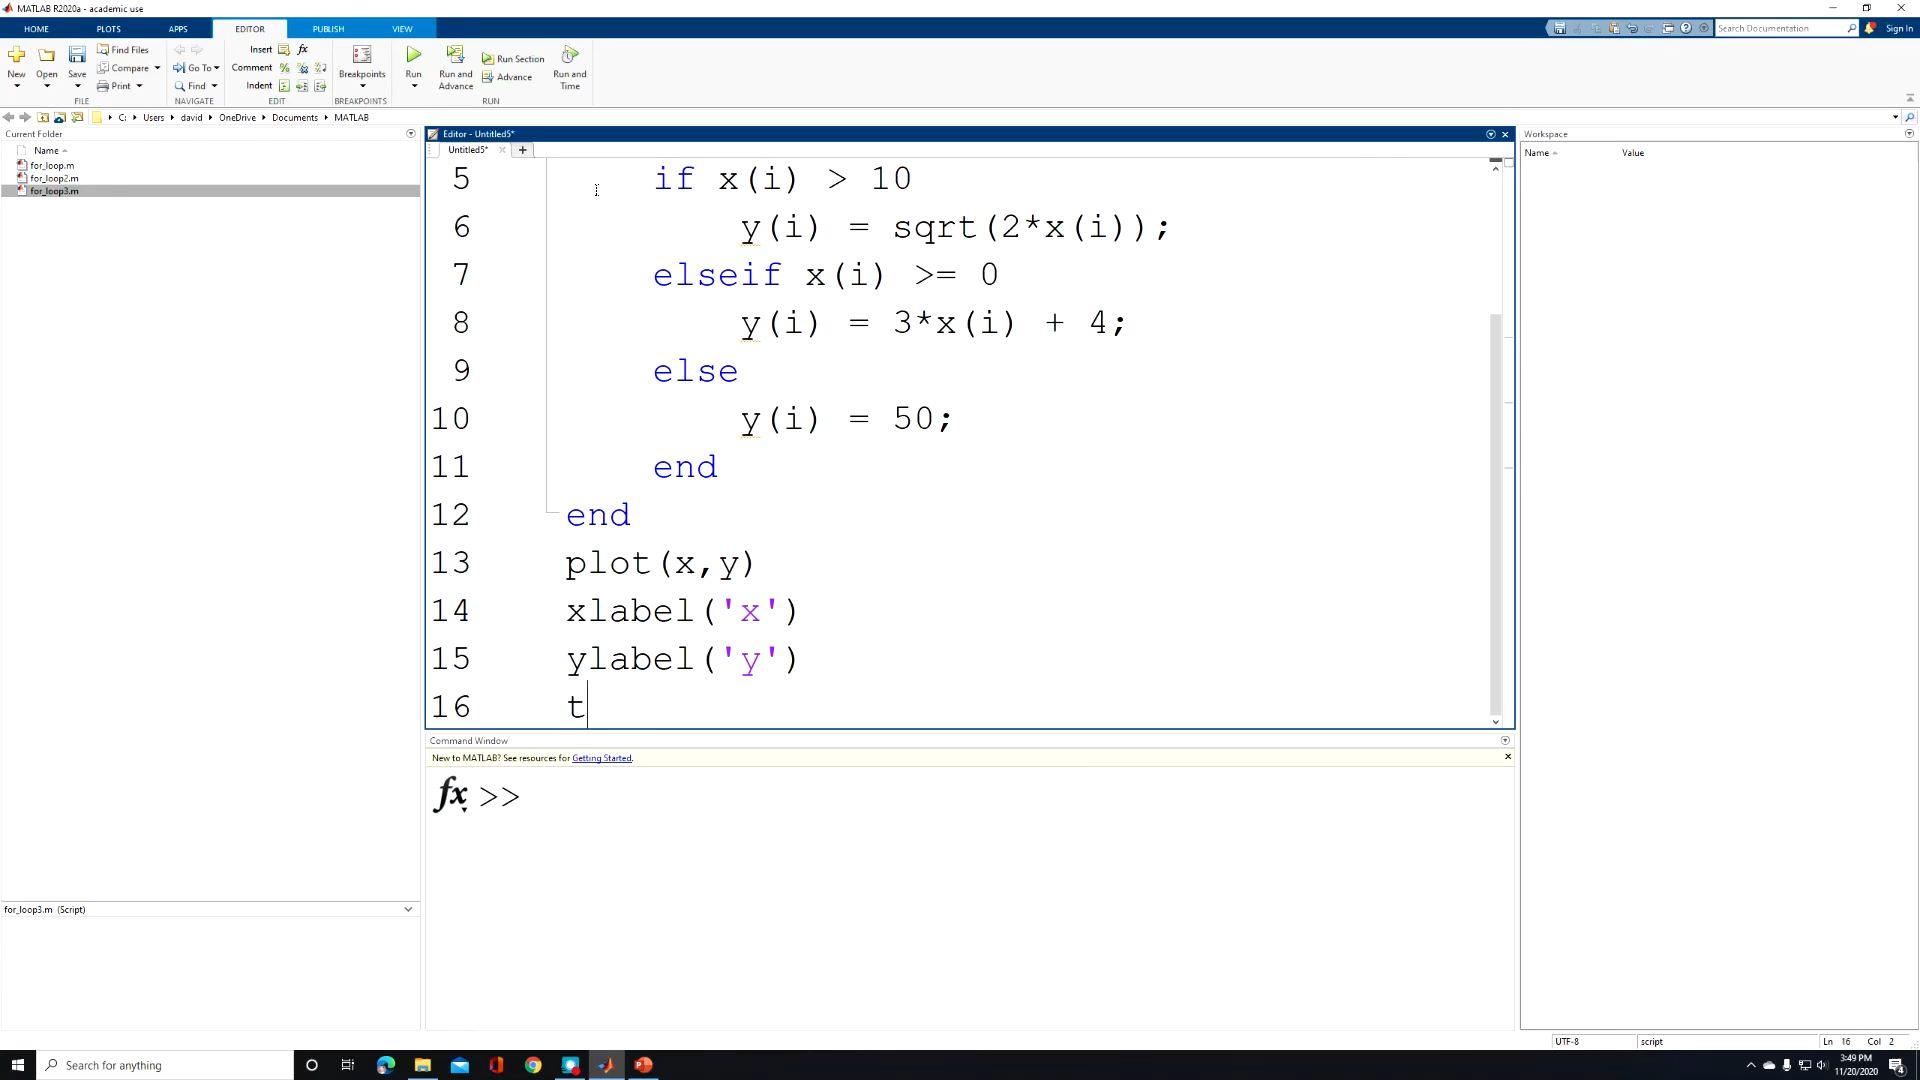 MATLAB R2020a - academic use
HOME PLOTS APPS EDITOR PUBLISH VIEW
Search Documentation
Sign In
New Open Save
Find Files
Compare
Print
FILE
Go To
Find
NAVIGATE
Insert
Comment
Indent
EDIT
Breakpoints
BREAKPOINTS
Run
Run and Advance
Run Section
Advance
Run and Time
RUN
C: Users david OneDrive Documents MATLAB
Current Folder
Name
for_loop.m
for_loop2.m
for_loop3.m
for_loop3.m (Script)
Editor - Untitled5*
Untitled5*
5 if x(i) > 10
6 y(i) = sqrt(2*x(i));
7 elseif x(i) >= 0
8 y(i) = 3*x(i) + 4;
9 else
10 y(i) = 50;
11 end
12 end
13 plot(x,y)
14 xlabel('x')
15 ylabel('y')
16 t
Command Window
New to MATLAB? See resources for Getting Started.
fx >>
Workspace
Name Value
UTF-8 script Ln 16 Col 2
Search for anything
3:49 PM
11/20/2020
4